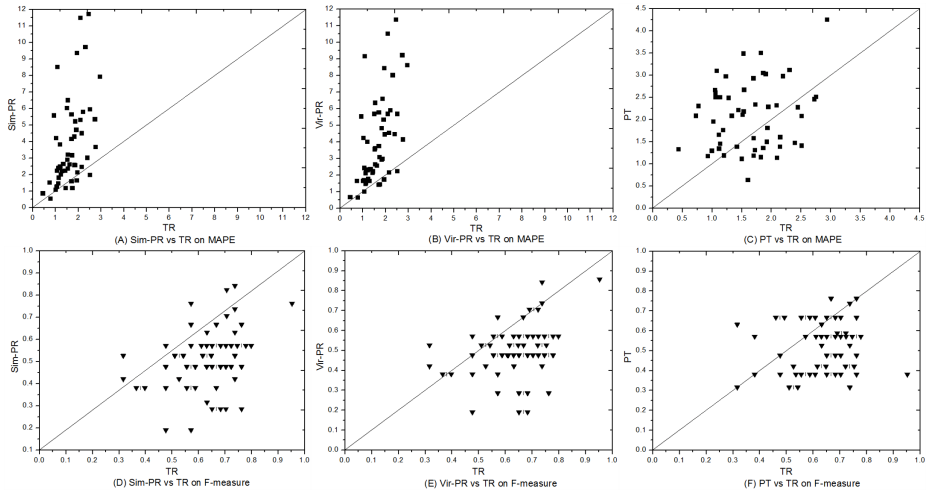 12
11
10
9
8
7
6
5
4
3
2
1
0
Sim-PR
0 1 2 3 4 5 6 7 8 9 10 11 12
TR
(A) Sim-PR vs TR on MAPE
12
11
10
9
8
7
6
5
4
3
2
1
0
Vir-PR
0 1 2 3 4 5 6 7 8 9 10 11 12
TR
(B) Vir-PR vs TR on MAPE
4.5
4.0
3.5
3.0
2.5
2.0
1.5
1.0
0.5
0.0
PT
0.0 0.5 1.0 1.5 2.0 2.5 3.0 3.5 4.0 4.5
TR
(C) PT vs TR on MAPE
1.0
0.9
0.8
0.7
0.6
0.5
0.4
0.3
0.2
0.1
Sim-PR
0.0 0.1 0.2 0.3 0.4 0.5 0.6 0.7 0.8 0.9 1.0
TR
(D) Sim-PR vs TR on F-measure
1.0
0.9
0.8
0.7
0.6
0.5
0.4
0.3
0.2
0.1
0.0
Vir-PR
0.0 0.1 0.2 0.3 0.4 0.5 0.6 0.7 0.8 0.9 1.0
TR
(E) Vir-PR vs TR on F-measure
1.0
0.9
0.8
0.7
0.6
0.5
0.4
0.3
0.2
0.1
0.0
PT
0.0 0.1 0.2 0.3 0.4 0.5 0.6 0.7 0.8 0.9 1.0
TR
(F) PT vs TR on F-measure